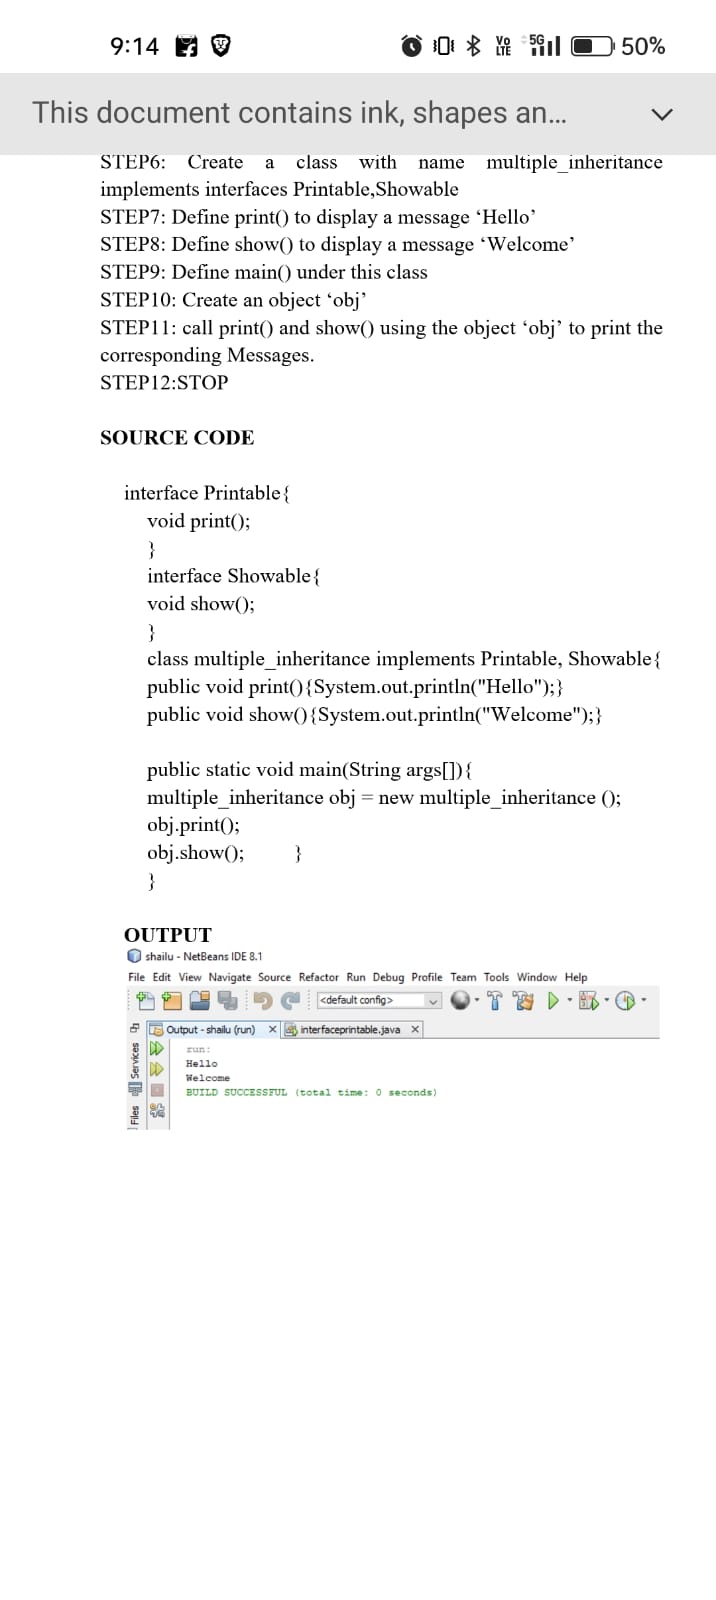 9:14 VO LTE 5G 50%
This document contains ink, shapes an...
STEP6: Create a class with name multiple_inheritance
implements interfaces Printable,Showable
STEP7: Define print() to display a message ‘Hello’
STEP8: Define show() to display a message ‘Welcome’
STEP9: Define main() under this class
STEP10: Create an object ‘obj’
STEP11: call print() and show() using the object ‘obj’ to print the
corresponding Messages.
STEP12:STOP
SOURCE CODE
interface Printable{
void print();
}
interface Showable{
void show();
}
class multiple_inheritance implements Printable, Showable{
public void print(){System.out.println("Hello");}
public void show(){System.out.println("Welcome");}
public static void main(String args[]){
multiple_inheritance obj = new multiple_inheritance ();
obj.print();
obj.show(); }
}
OUTPUT
shailu - NetBeans IDE 8.1
File Edit View Navigate Source Refactor Run Debug Profile Team Tools Window Help
<default config>
Output - shailu (run) x interfaceprintable.java x
Services
Files
run:
Hello
Welcome
BUILD SUCCESSFUL (total time: 0 seconds)